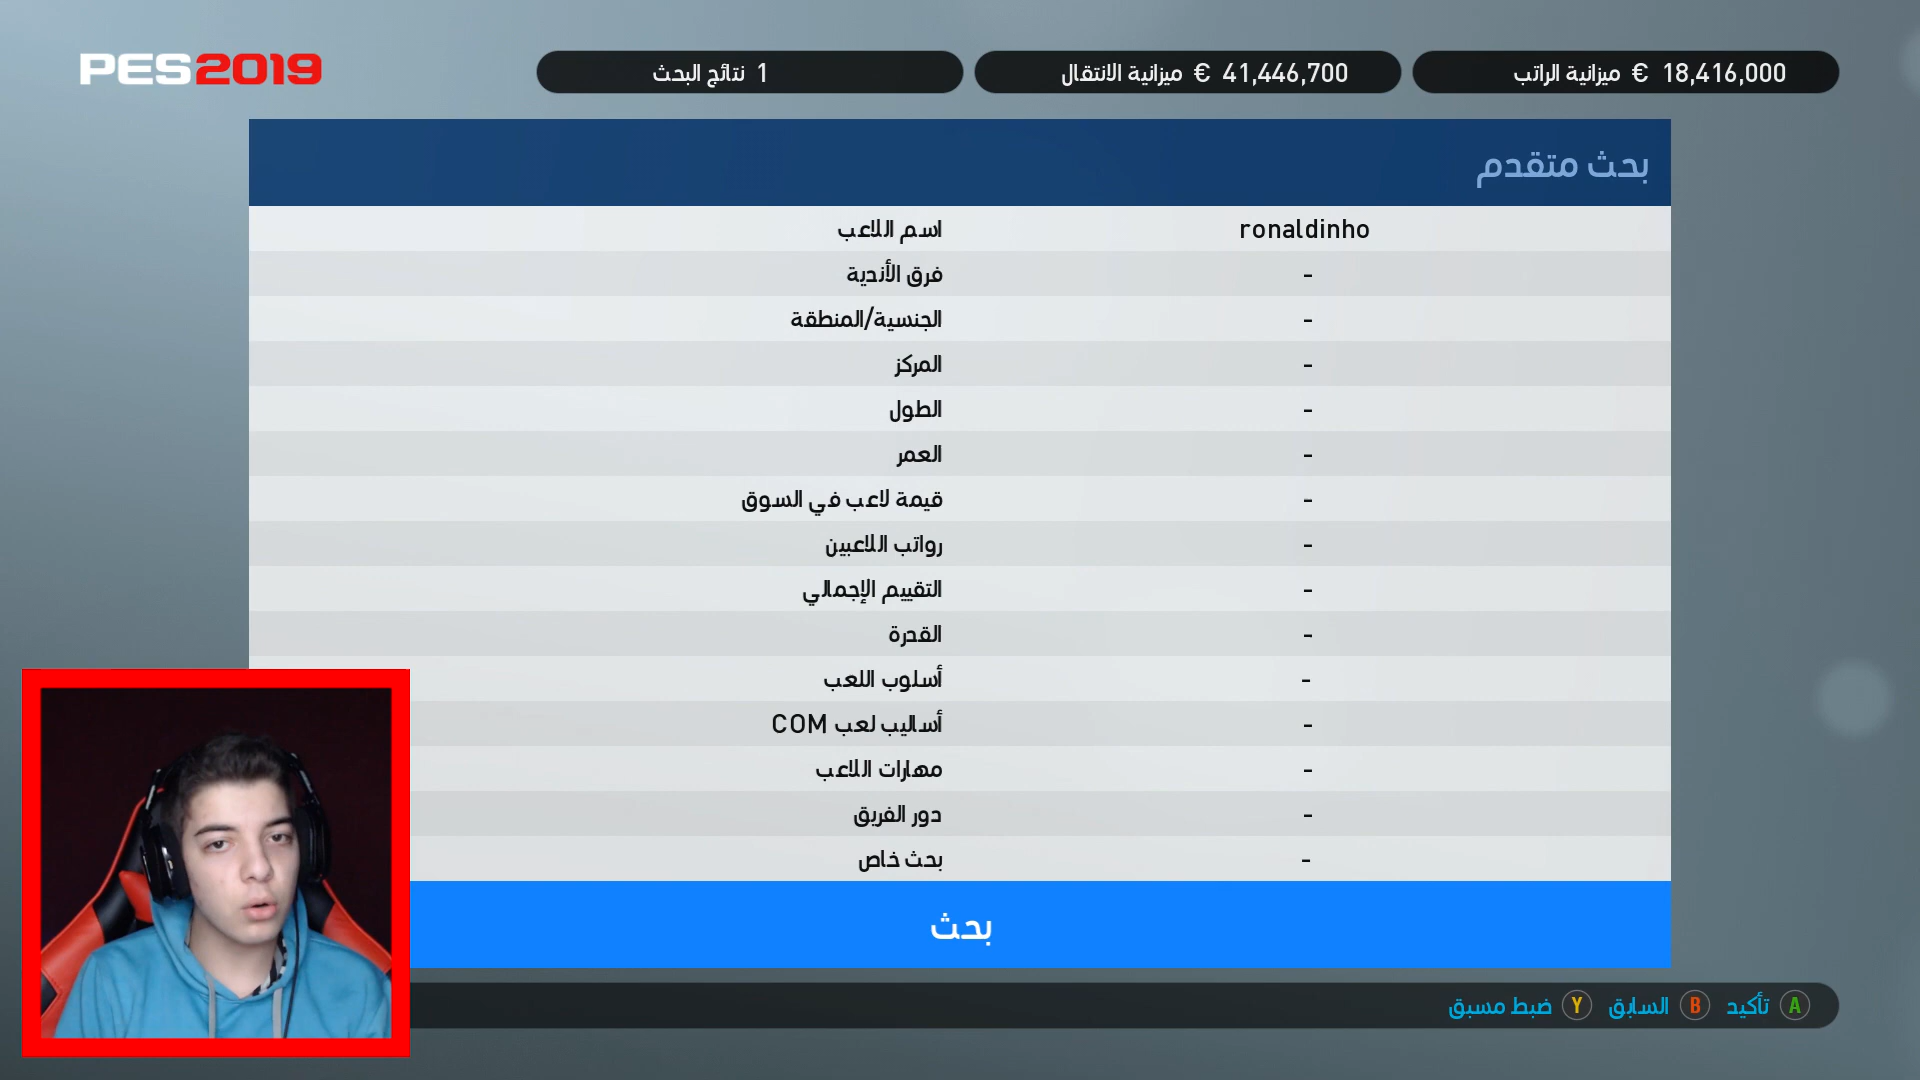 PES2019
1 نتائج البحث
ميزانية الانتقال € 41,446,700
ميزانية الراتب € 18,416,000
بحث متقدم
اسم اللاعب ronaldinho
فرق الأندية -
الجنسية/المنطقة -
المركز -
الطول -
العمر -
قيمة لاعب في السوق -
رواتب اللاعبين -
التقييم الإجمالي -
القدرة -
أسلوب اللعب -
أساليب لعب COM -
مهارات اللاعب -
دور الفريق -
بحث خاص -
بحث
A تأكيد B السابق Y ضبط مسبق